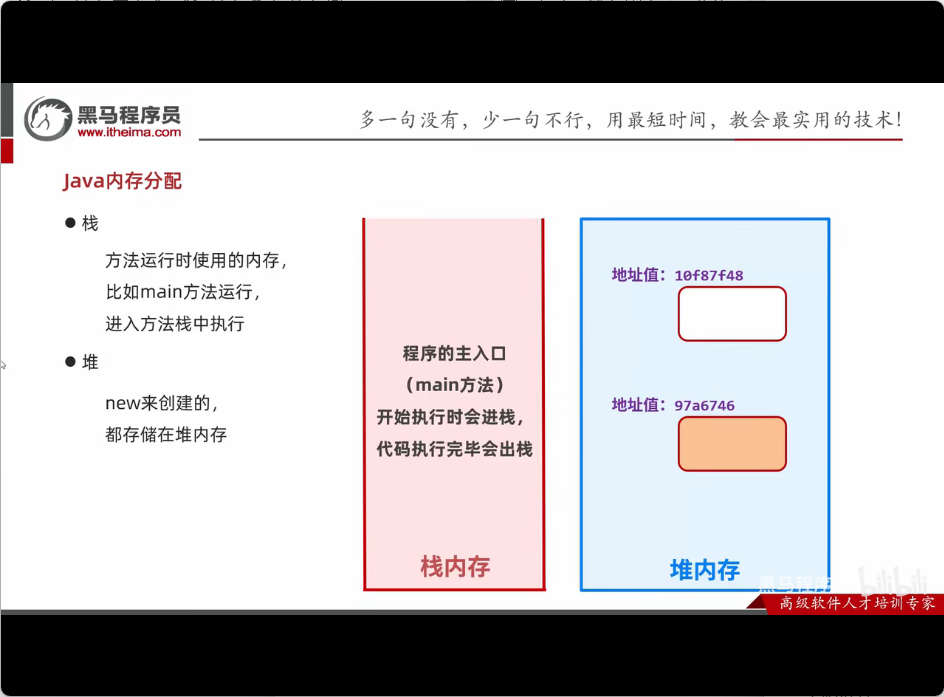 黑马程序员
www.itheima.com
多一句没有，少一句不行，用最短时间，教会最实用的技术！
Java内存分配
● 栈
方法运行时使用的内存，
比如main方法运行，
进入方法栈中执行
● 堆
new来创建的，
都存储在堆内存
程序的主入口
（main方法）
开始执行时会进栈，
代码执行完毕会出栈
栈内存
地址值：10f87f48
地址值：97a6746
堆内存
黑马程序
bilibili
高级软件人才培训专家